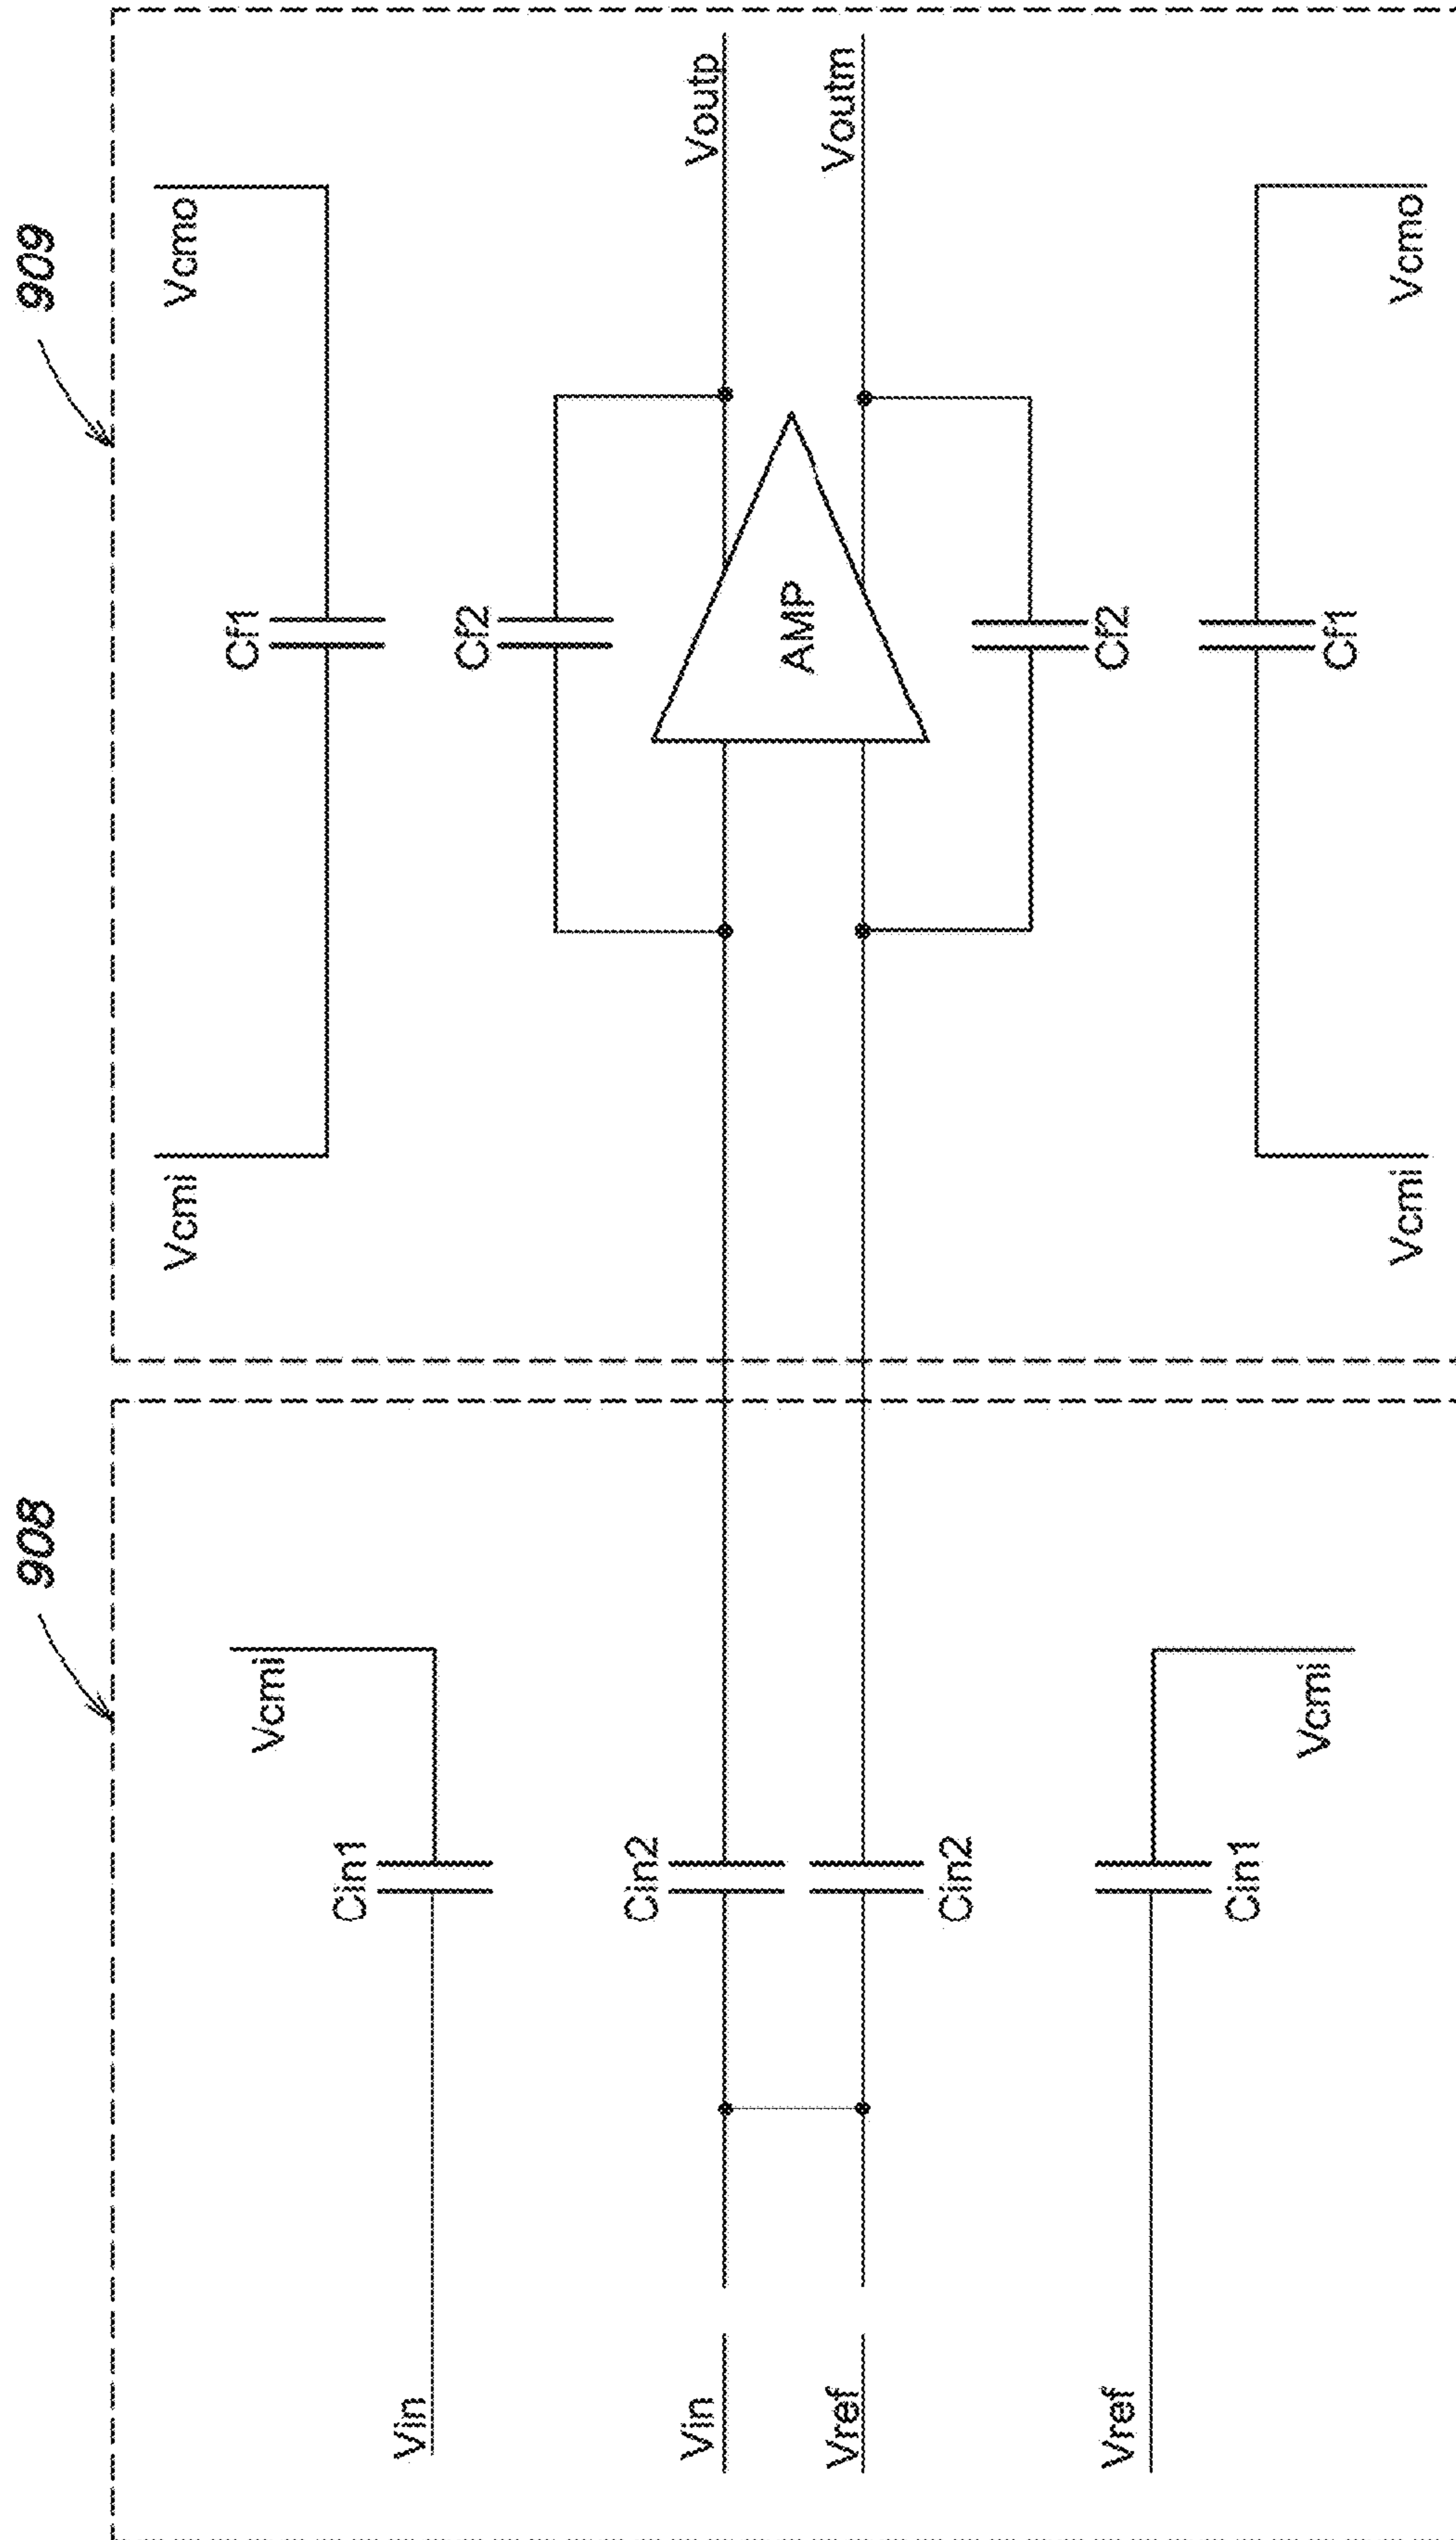 908
909
Vcmi
Vcmo
Cf1
Vin
Cin1
Vcmi
Cf2
Vin
Cin2
Voutp
AMP
Vref
Cin2
Voutm
Cf2
Vref
Cin1
Vcmi
Cf1
Vcmi
Vcmo